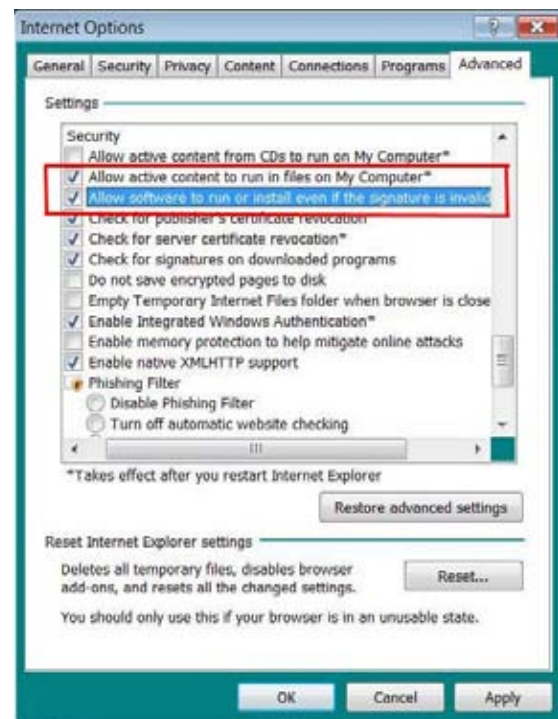 Internet Options
General Security Privacy Content Connections Programs Advanced
Settings
Security
Allow active content from CDs to run on My Computer*
Allow active content to run in files on My Computer*
Allow software to run or install even if the signature is invalid
Check for publisher's certificate revocation
Check for server certificate revocation*
Check for signatures on downloaded programs
Do not save encrypted pages to disk
Empty Temporary Internet Files folder when browser is close
Enable Integrated Windows Authentication*
Enable memory protection to help mitigate online attacks
Enable native XMLHTTP support
Phishing Filter
Disable Phishing Filter
Turn off automatic website checking
*Takes effect after you restart Internet Explorer
Restore advanced settings
Reset Internet Explorer settings
Deletes all temporary files, disables browser
add-ons, and resets all the changed settings.
Reset...
You should only use this if your browser is in an unusable state.
OK Cancel Apply